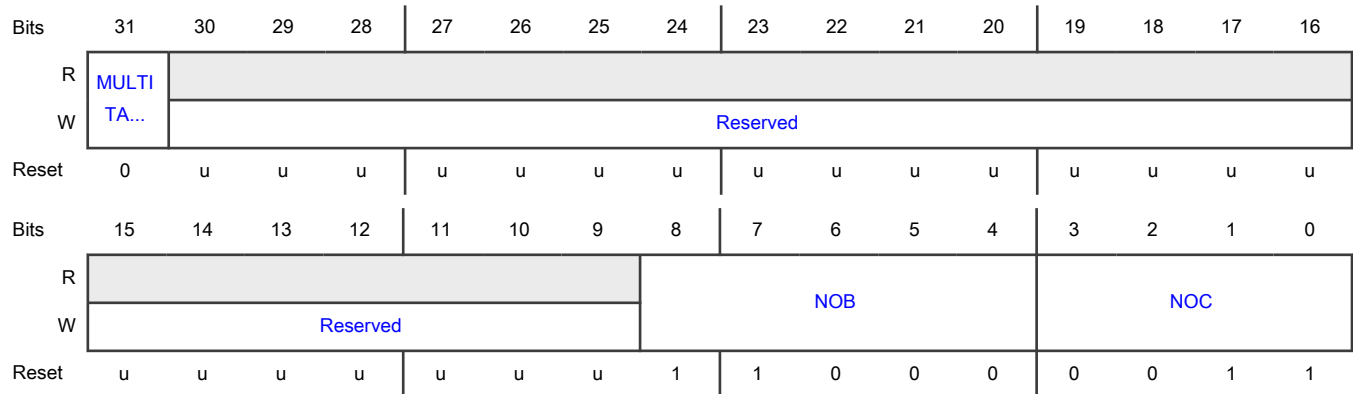 Bits 31 30 29 28 27 26 25 24 23 22 21 20 19 18 17 16
R
MULTI
TA...
W Reserved
Reset 0 u u u u u u u u u u u u u u u
Bits 15 14 13 12 11 10 9 8 7 6 5 4 3 2 1 0
R
NOB NOC
W Reserved
Reset u u u u u u u 1 1 0 0 0 0 0 1 1